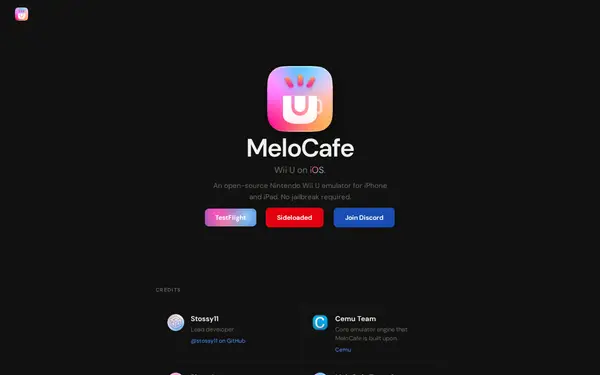 MeloCafe
Wii U on iOS.
An open-source Nintendo Wii U emulator for iPhone
and iPad. No jailbreak required.
TestFlight
Sideloaded
Join Discord
CREDITS
Stossy11
Lead developer
@stossy11 on GitHub
Cemu Team
Core emulator engine that
MeloCafe is built upon.
Cemu